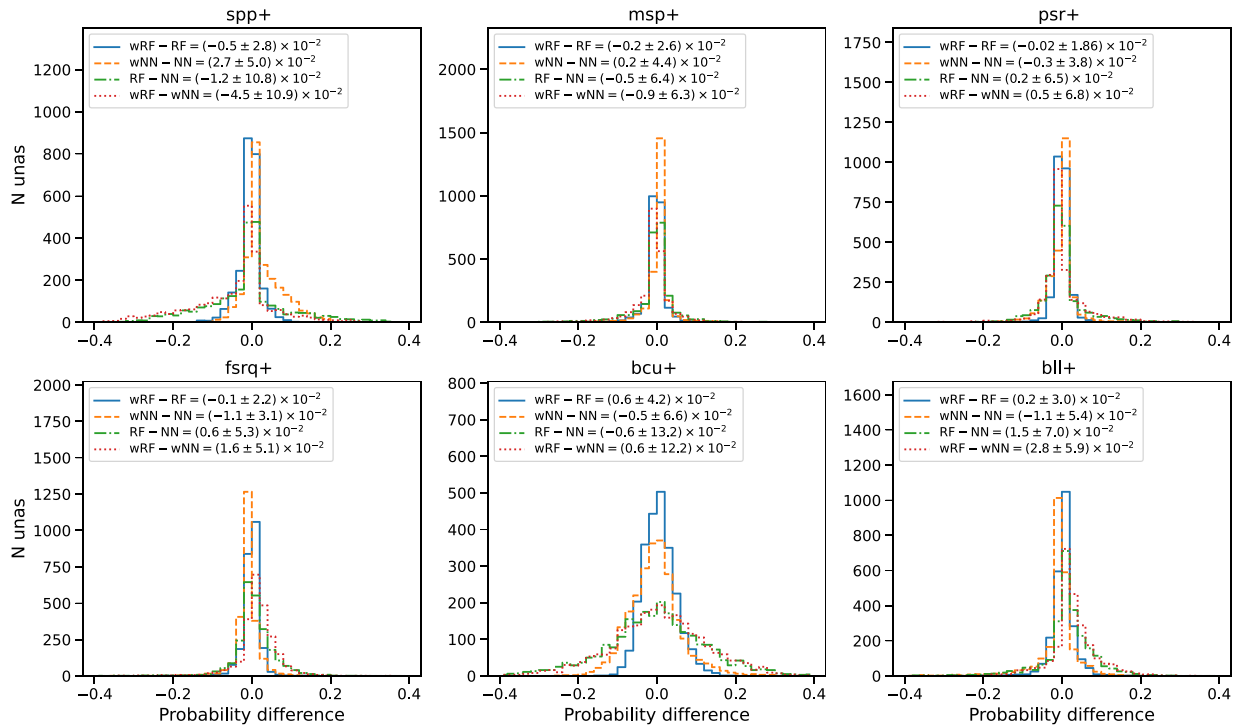 spp+
wRF − RF = (−0.5 ± 2.8) × 10⁻²
wNN − NN = (2.7 ± 5.0) × 10⁻²
RF − NN = (−1.2 ± 10.8) × 10⁻²
wRF − wNN = (−4.5 ± 10.9) × 10⁻²
N unas
1200
1000
800
600
400
200
0
−0.4 −0.2 0.0 0.2 0.4
msp+
wRF − RF = (−0.2 ± 2.6) × 10⁻²
wNN − NN = (0.2 ± 4.4) × 10⁻²
RF − NN = (−0.5 ± 6.4) × 10⁻²
wRF − wNN = (−0.9 ± 6.3) × 10⁻²
2000
1500
1000
500
0
−0.4 −0.2 0.0 0.2 0.4
psr+
wRF − RF = (−0.02 ± 1.86) × 10⁻²
wNN − NN = (−0.3 ± 3.8) × 10⁻²
RF − NN = (0.2 ± 6.5) × 10⁻²
wRF − wNN = (0.5 ± 6.8) × 10⁻²
1750
1500
1250
1000
750
500
250
0
−0.4 −0.2 0.0 0.2 0.4
fsrq+
wRF − RF = (−0.1 ± 2.2) × 10⁻²
wNN − NN = (−1.1 ± 3.1) × 10⁻²
RF − NN = (0.6 ± 5.3) × 10⁻²
wRF − wNN = (1.6 ± 5.1) × 10⁻²
N unas
2000
1750
1500
1250
1000
750
500
250
0
−0.4 −0.2 0.0 0.2 0.4
Probability difference
bcu+
wRF − RF = (0.6 ± 4.2) × 10⁻²
wNN − NN = (−0.5 ± 6.6) × 10⁻²
RF − NN = (−0.6 ± 13.2) × 10⁻²
wRF − wNN = (0.6 ± 12.2) × 10⁻²
800
700
600
500
400
300
200
100
0
−0.4 −0.2 0.0 0.2 0.4
Probability difference
bll+
wRF − RF = (0.2 ± 3.0) × 10⁻²
wNN − NN = (−1.1 ± 5.4) × 10⁻²
RF − NN = (1.5 ± 7.0) × 10⁻²
wRF − wNN = (2.8 ± 5.9) × 10⁻²
1600
1400
1200
1000
800
600
400
200
0
−0.4 −0.2 0.0 0.2 0.4
Probability difference